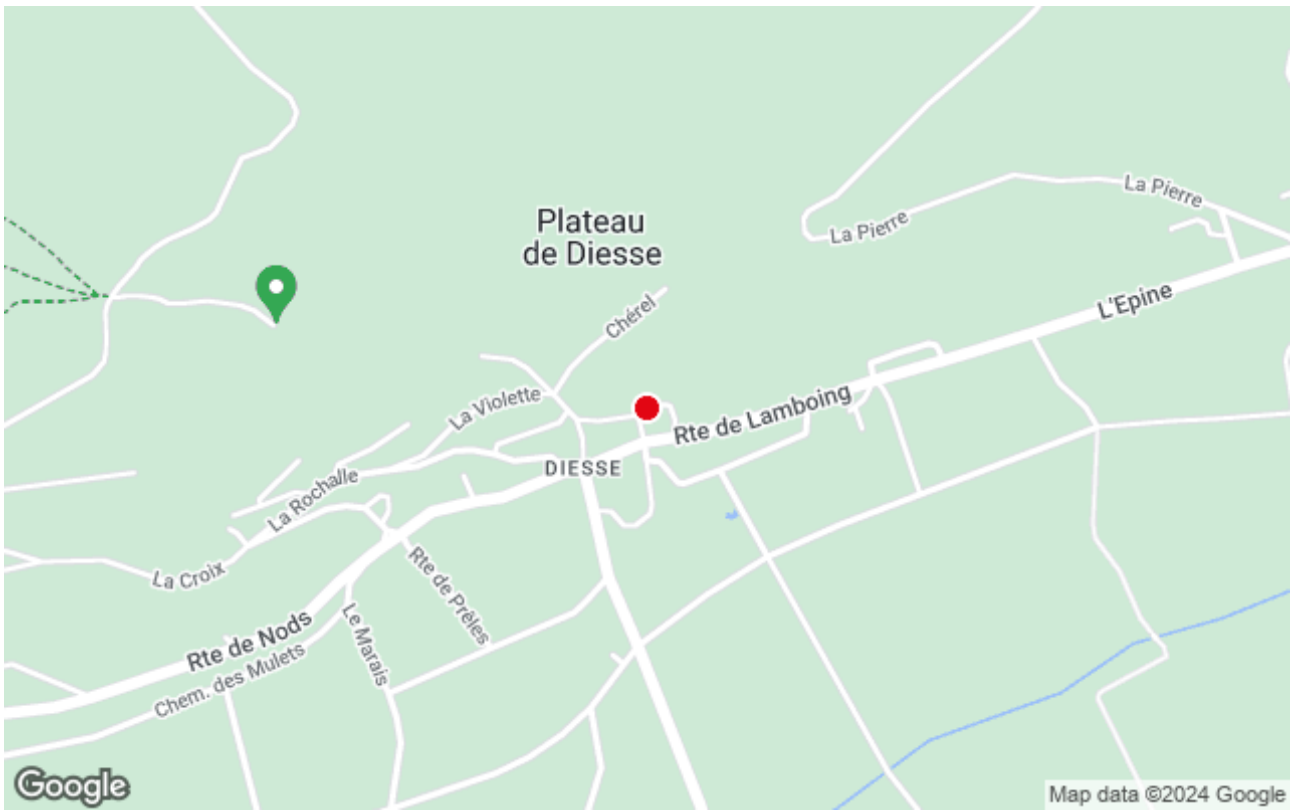 La Pierre
La Pierre
Plateau
de Diesse
L'Epine
Chérel
La Violette
Rte de Lamboing
DIESSE
La Rochalle
La Croix
Rte de Prêles
Le Marais
Rte de Nods
Chem. des Mulets
Google
Map data ©2024 Google